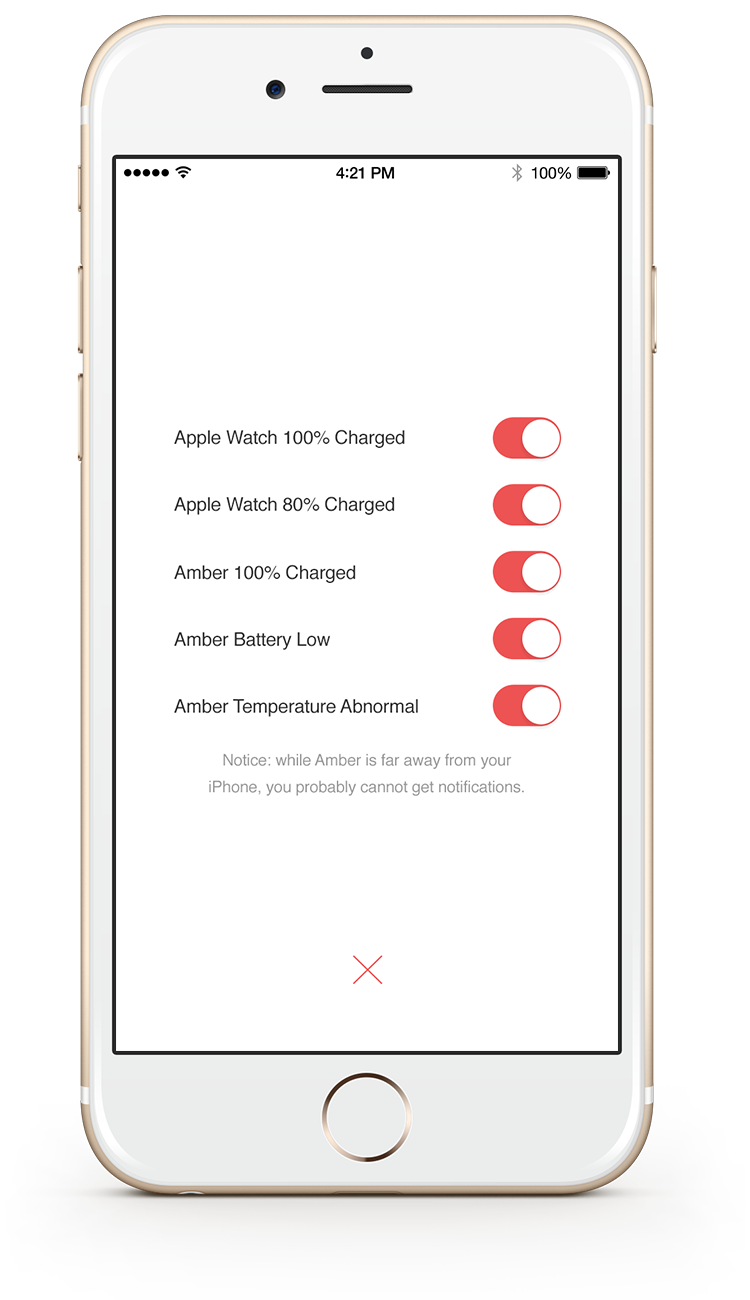 4:21 PM 100%
Apple Watch 100% Charged
Apple Watch 80% Charged
Amber 100% Charged
Amber Battery Low
Amber Temperature Abnormal
Notice: while Amber is far away from your
iPhone, you probably cannot get notifications.